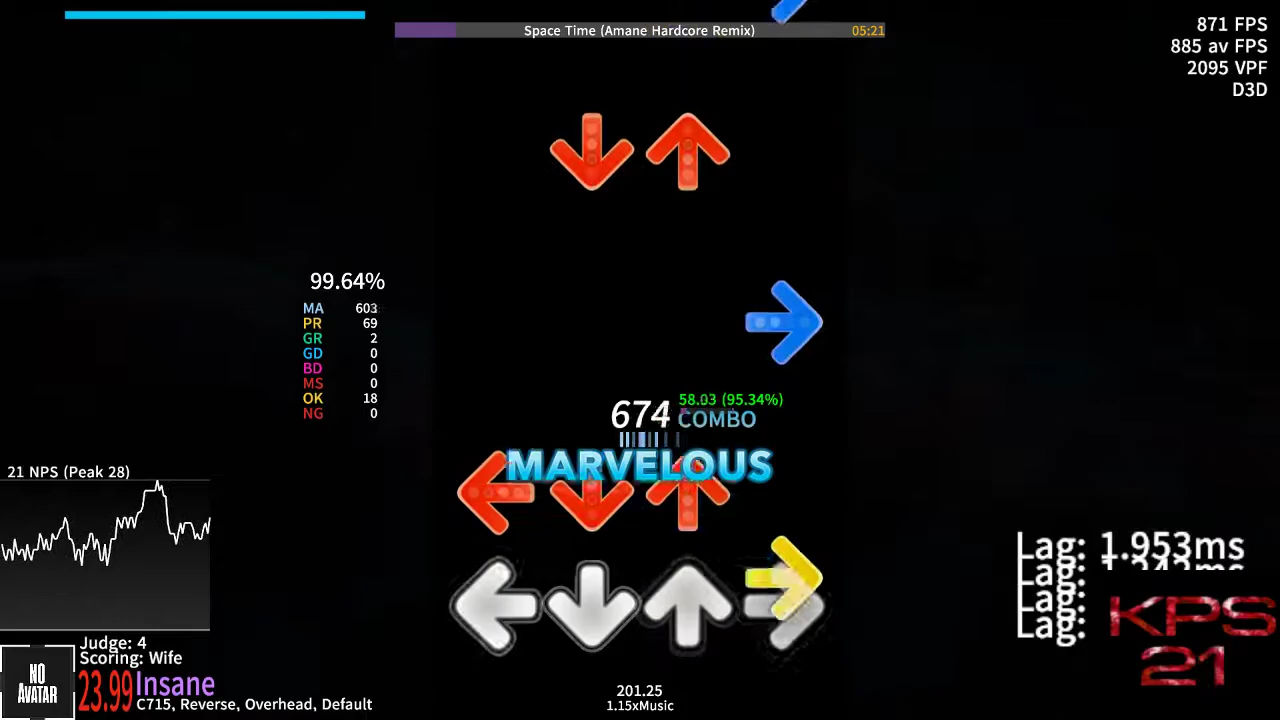 Space Time (Amane Hardcore Remix) 05:21
871 FPS
885 av FPS
2095 VPF
D3D
99.64%
MA 603
PR 69
GR 2
GD 0
BD 0
MS 0
OK 18
NG 0
58.03 (95.34%)
674 COMBO
MARVELOUS
21 NPS (Peak 28)
Lag: 1.953ms
Lag:
Lag:
Lag:
KPS
21
Judge: 4
Scoring: Wife
NO
AVATAR
23.99 Insane
C715, Reverse, Overhead, Default
201.25
1.15xMusic